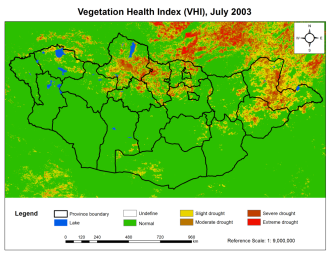 Vegetation Health Index (VHI), July 2003
N
W E
S
Legend
Province boundary Undefine Slight drought Severe drought
Lake Normal Moderate drought Extreme drought
0 120 240 480 720 960
KM
Reference Scale: 1: 9,000,000